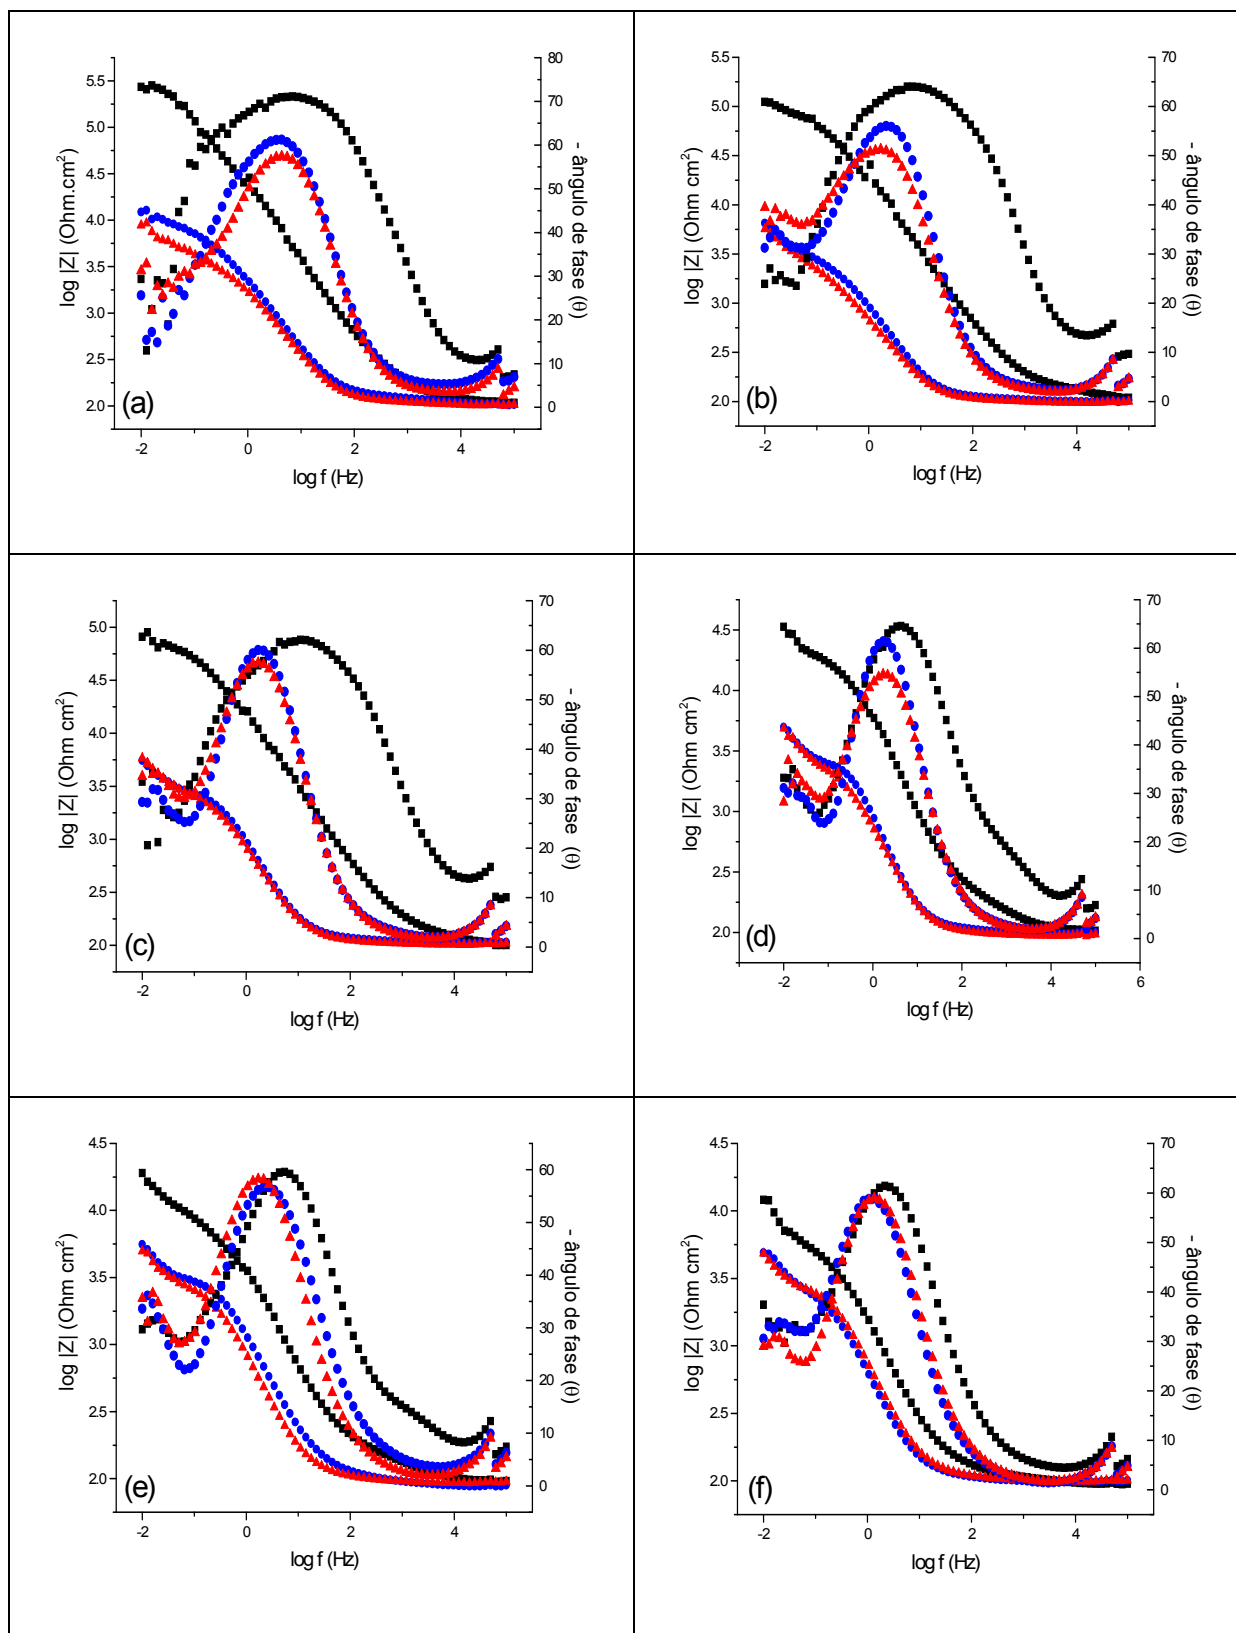 5.5
5.0
4.5
4.0
3.5
3.0
2.5
2.0
log |Z| (Ohm.cm²)
80
70
60
50
40
30
20
10
0
- ângulo de fase (θ)
-2 0 2 4
log f (Hz)
(a)
5.5
5.0
4.5
4.0
3.5
3.0
2.5
2.0
log |Z| (Ohm cm²)
70
60
50
40
30
20
10
0
- ângulo de fase (θ)
-2 0 2 4
log f (Hz)
(b)
5.0
4.5
4.0
3.5
3.0
2.5
2.0
log |Z| (Ohm cm²)
70
60
50
40
30
20
10
0
- ângulo de fase (θ)
-2 0 2 4
log f (Hz)
(c)
4.5
4.0
3.5
3.0
2.5
2.0
log |Z| (Ohm cm²)
70
60
50
40
30
20
10
0
- ângulo de fase (θ)
-2 0 2 4 6
log f (Hz)
(d)
4.5
4.0
3.5
3.0
2.5
2.0
log |Z| (Ohm cm²)
60
50
40
30
20
10
0
- ângulo de fase (θ)
-2 0 2 4
log f (Hz)
(e)
4.5
4.0
3.5
3.0
2.5
2.0
log |Z| (Ohm cm²)
70
60
50
40
30
20
10
0
- ângulo de fase (θ)
-2 0 2 4
log f (Hz)
(f)